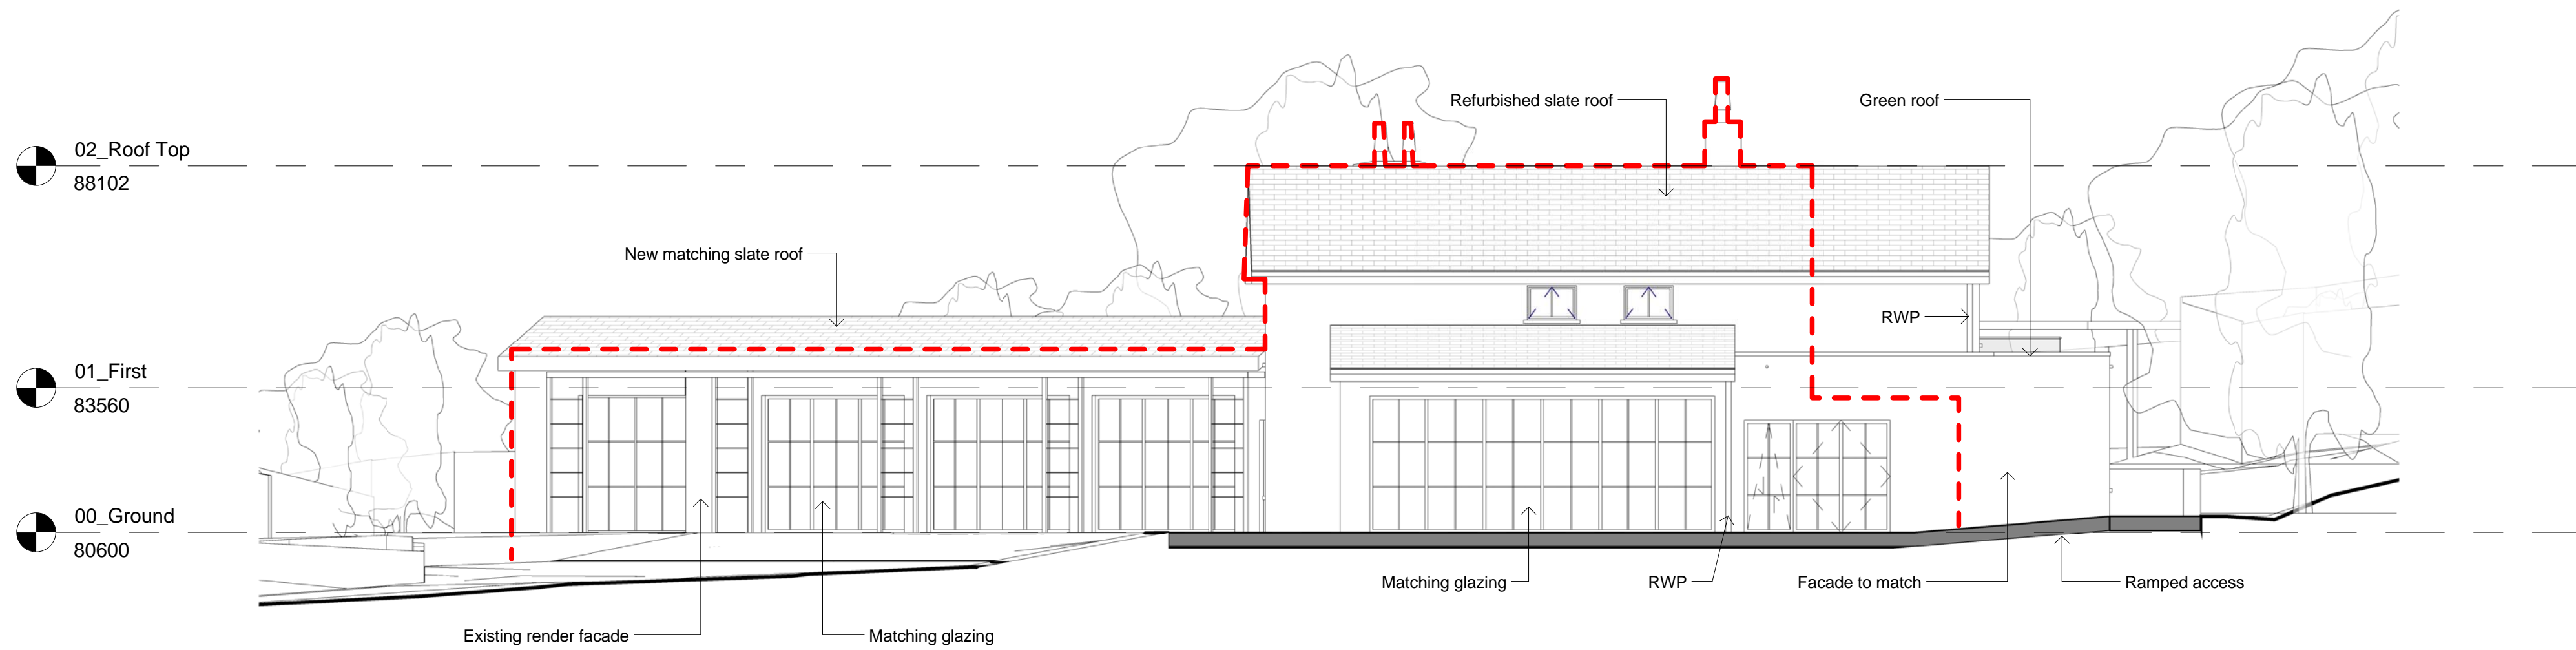 Refurbished slate roof
Green roof
02_Roof Top
88102
New matching slate roof
RWP
01_First
83560
00_Ground
80600
Matching glazing
RWP
Facade to match
Ramped access
Existing render facade
Matching glazing